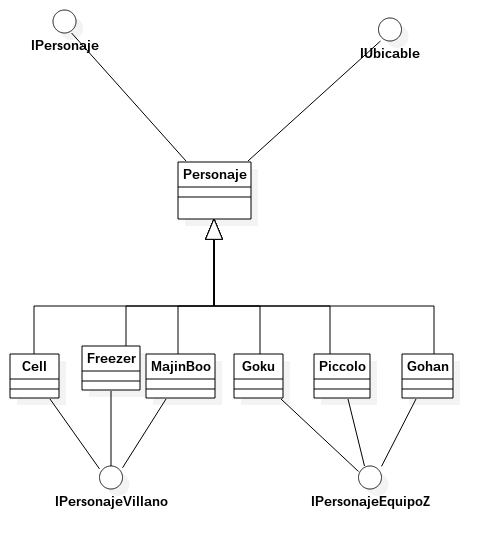 IPersonaje
IUbicable
Personaje
Cell
Freezer
MajinBoo
Goku
Piccolo
Gohan
IPersonajeVillano
IPersonajeEquipoZ